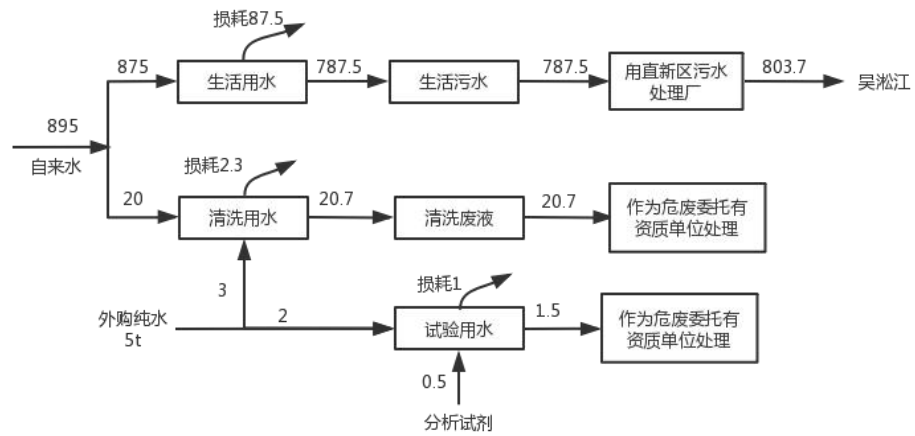 损耗87.5
875
生活用水
787.5
生活污水
787.5
甪直新区污水
处理厂
803.7
吴淞江
895
自来水
损耗2.3
20
清洗用水
20.7
清洗废液
20.7
作为危废委托有
资质单位处理
3
外购纯水
5t
2
损耗1
试验用水
1.5
作为危废委托有
资质单位处理
0.5
分析试剂